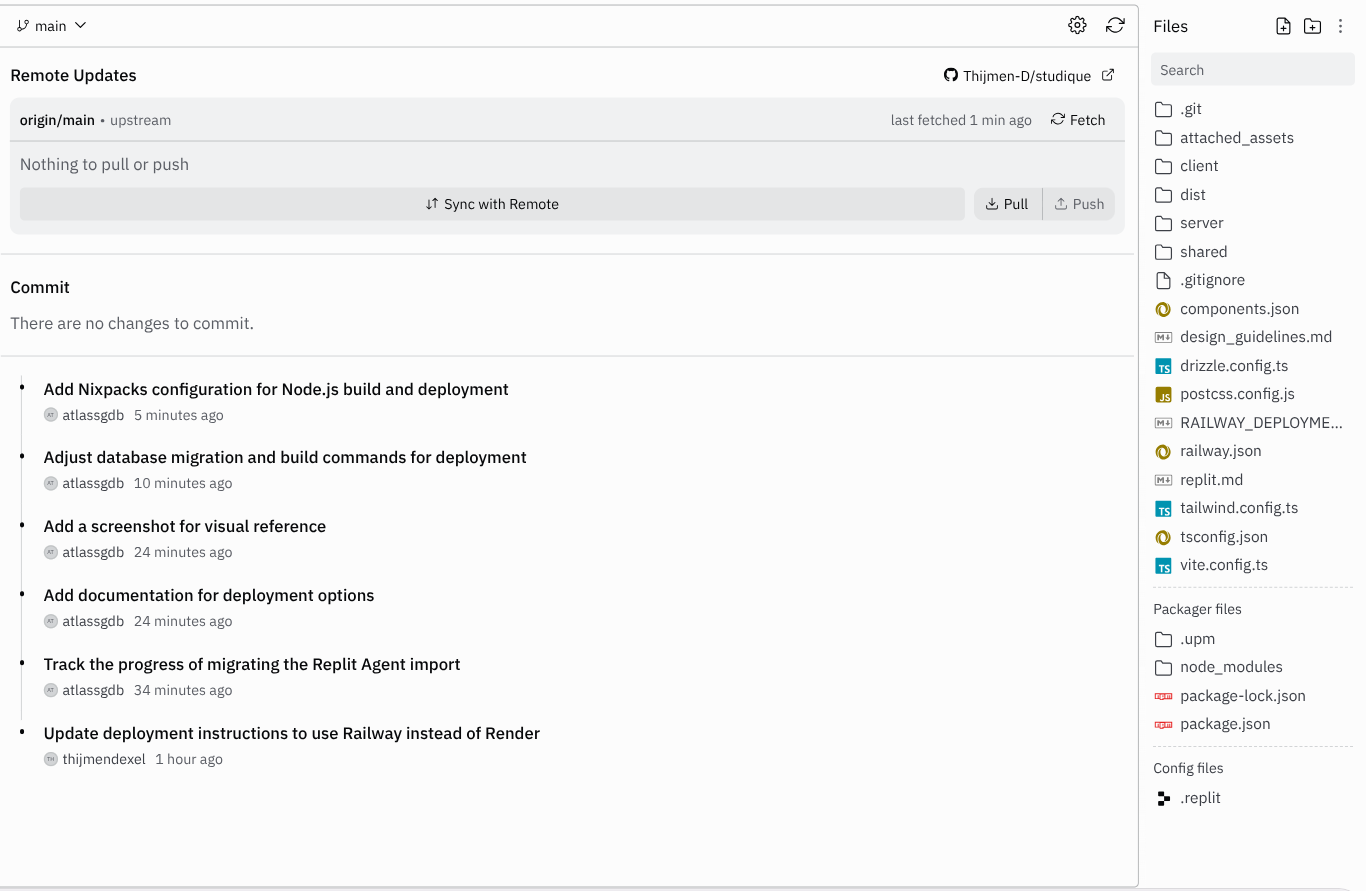 main
Remote Updates
Thijmen-D/studique
origin/main • upstream
last fetched 1 min ago
Fetch
Nothing to pull or push
Sync with Remote
Pull
Push
Commit
There are no changes to commit.
Add Nixpacks configuration for Node.js build and deployment
AT atlassgdb 5 minutes ago
Adjust database migration and build commands for deployment
AT atlassgdb 10 minutes ago
Add a screenshot for visual reference
AT atlassgdb 24 minutes ago
Add documentation for deployment options
AT atlassgdb 24 minutes ago
Track the progress of migrating the Replit Agent import
AT atlassgdb 34 minutes ago
Update deployment instructions to use Railway instead of Render
TH thijmendexel 1 hour ago
Files
Search
.git
attached_assets
client
dist
server
shared
.gitignore
components.json
M↓ design_guidelines.md
TS drizzle.config.ts
JS postcss.config.js
M↓ RAILWAY_DEPLOYME...
railway.json
M↓ replit.md
TS tailwind.config.ts
tsconfig.json
TS vite.config.ts
Packager files
.upm
node_modules
npm package-lock.json
npm package.json
Config files
.replit